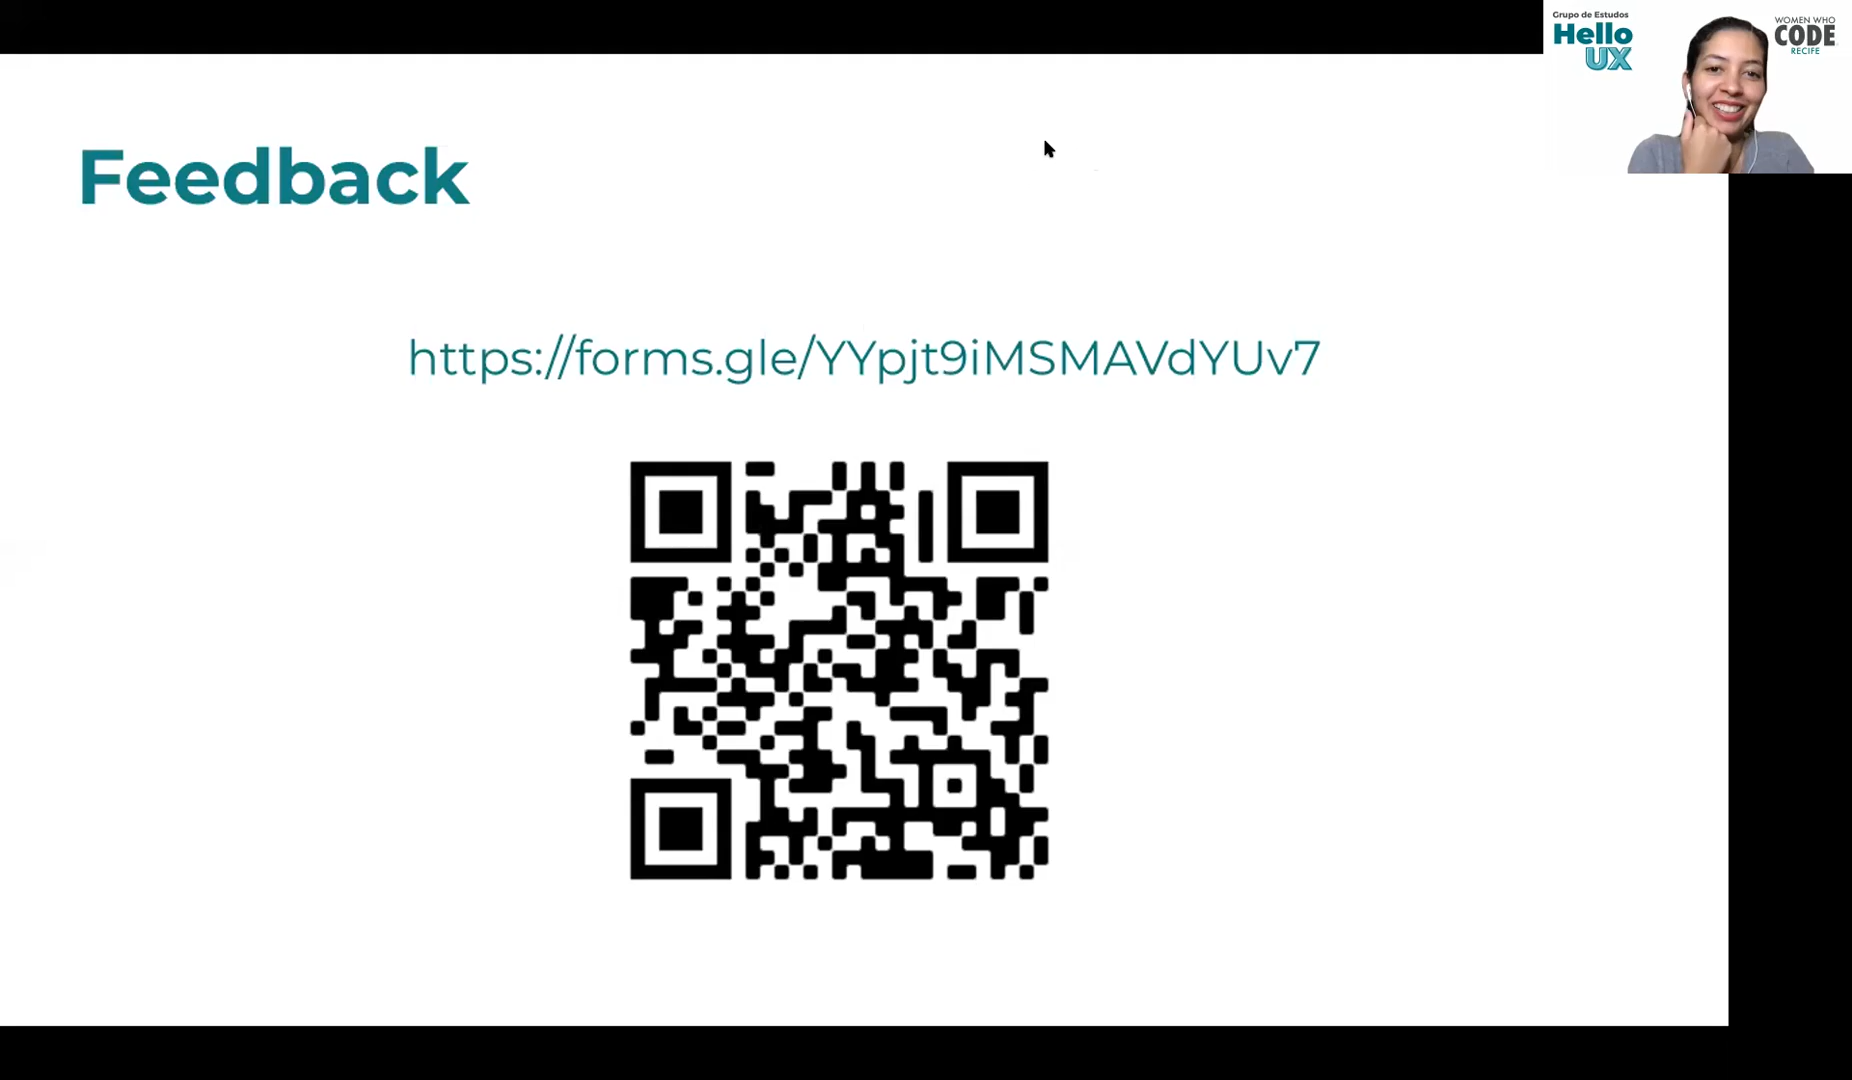 Grupo de Estudos
Hello
UX
WOMEN WHO
CODE
RECIFE
Feedback
https://forms.gle/YYpjt9iMSMAVdYUv7